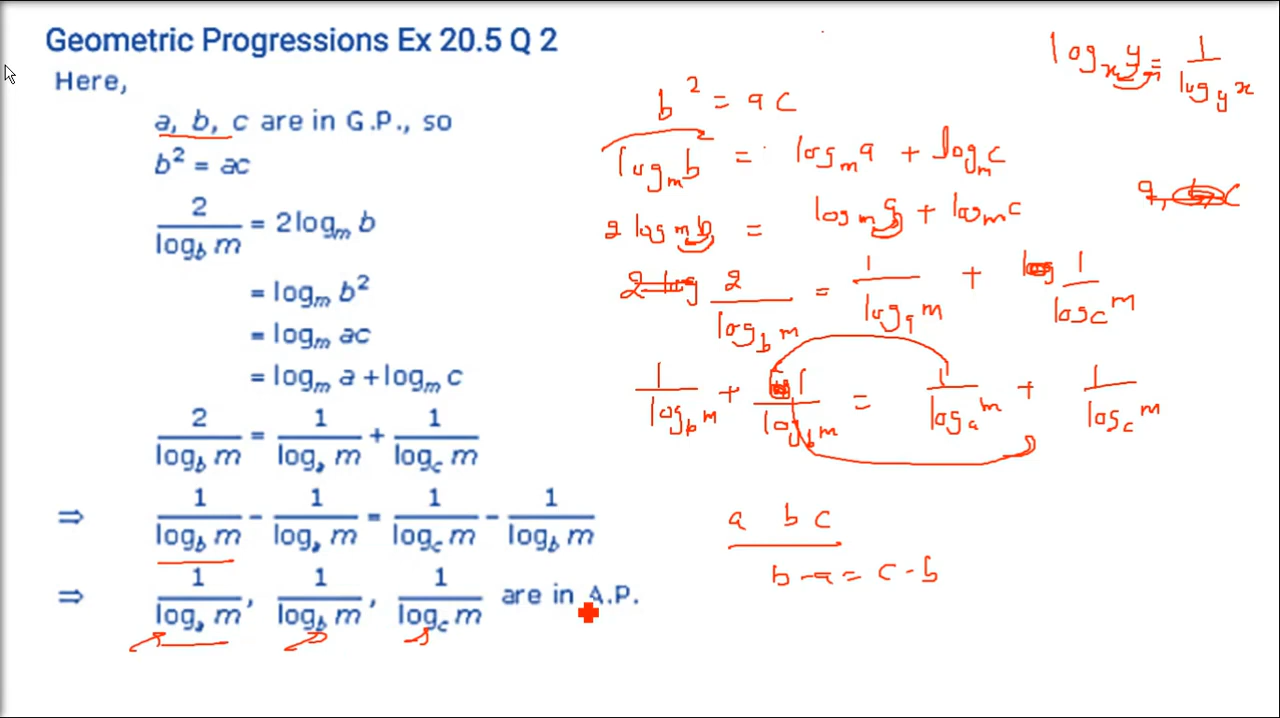 Geometric Progressions Ex 20.5 Q 2
Here,
a, b, c are in G.P., so
b² = ac
2/(log_b m) = 2 log_m b
= log_m b²
= log_m ac
= log_m a + log_m c
2/(log_b m) = 1/(log_a m) + 1/(log_c m)
⇒ 1/(log_b m) - 1/(log_a m) = 1/(log_c m) - 1/(log_b m)
⇒ 1/(log_a m), 1/(log_b m), 1/(log_c m) are in A.P.
log_x y = 1/(log_y x)
b² = ac
log_m b² = log_m a + log_m c
a, b, c
2 log_m b = log_m a + log_m c
2/(log_b m) = 1/(log_a m) + 1/(log_c m)
1/(log_b m) + 1/(log_b m) = 1/(log_a m) + 1/(log_c m)
a b c
b - a = c - b